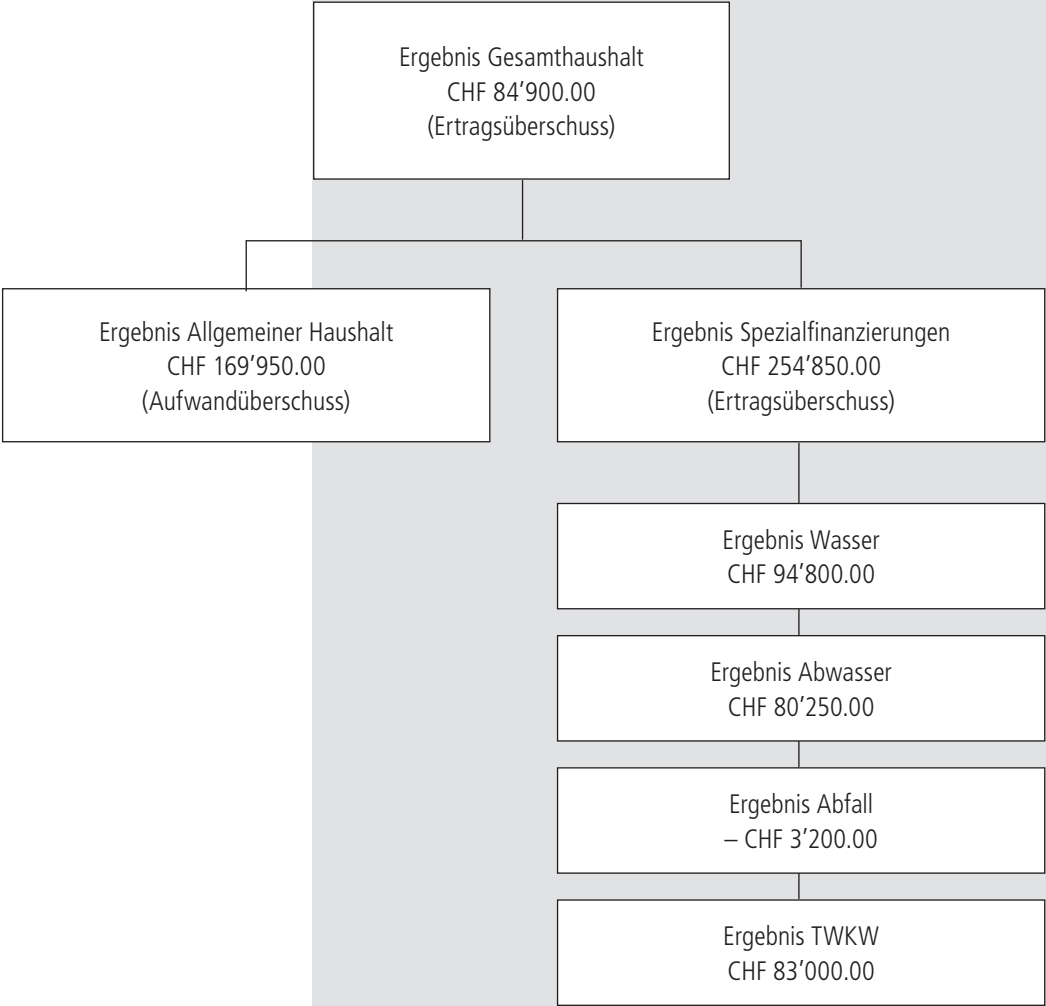 Ergebnis Gesamthaushalt
CHF 84’900.00
(Ertragsüberschuss)
Ergebnis Allgemeiner Haushalt
CHF 169’950.00
(Aufwandüberschuss)
Ergebnis Spezialfinanzierungen
CHF 254’850.00
(Ertragsüberschuss)
Ergebnis Wasser
CHF 94’800.00
Ergebnis Abwasser
CHF 80’250.00
Ergebnis Abfall
– CHF 3’200.00
Ergebnis TWKW
CHF 83’000.00